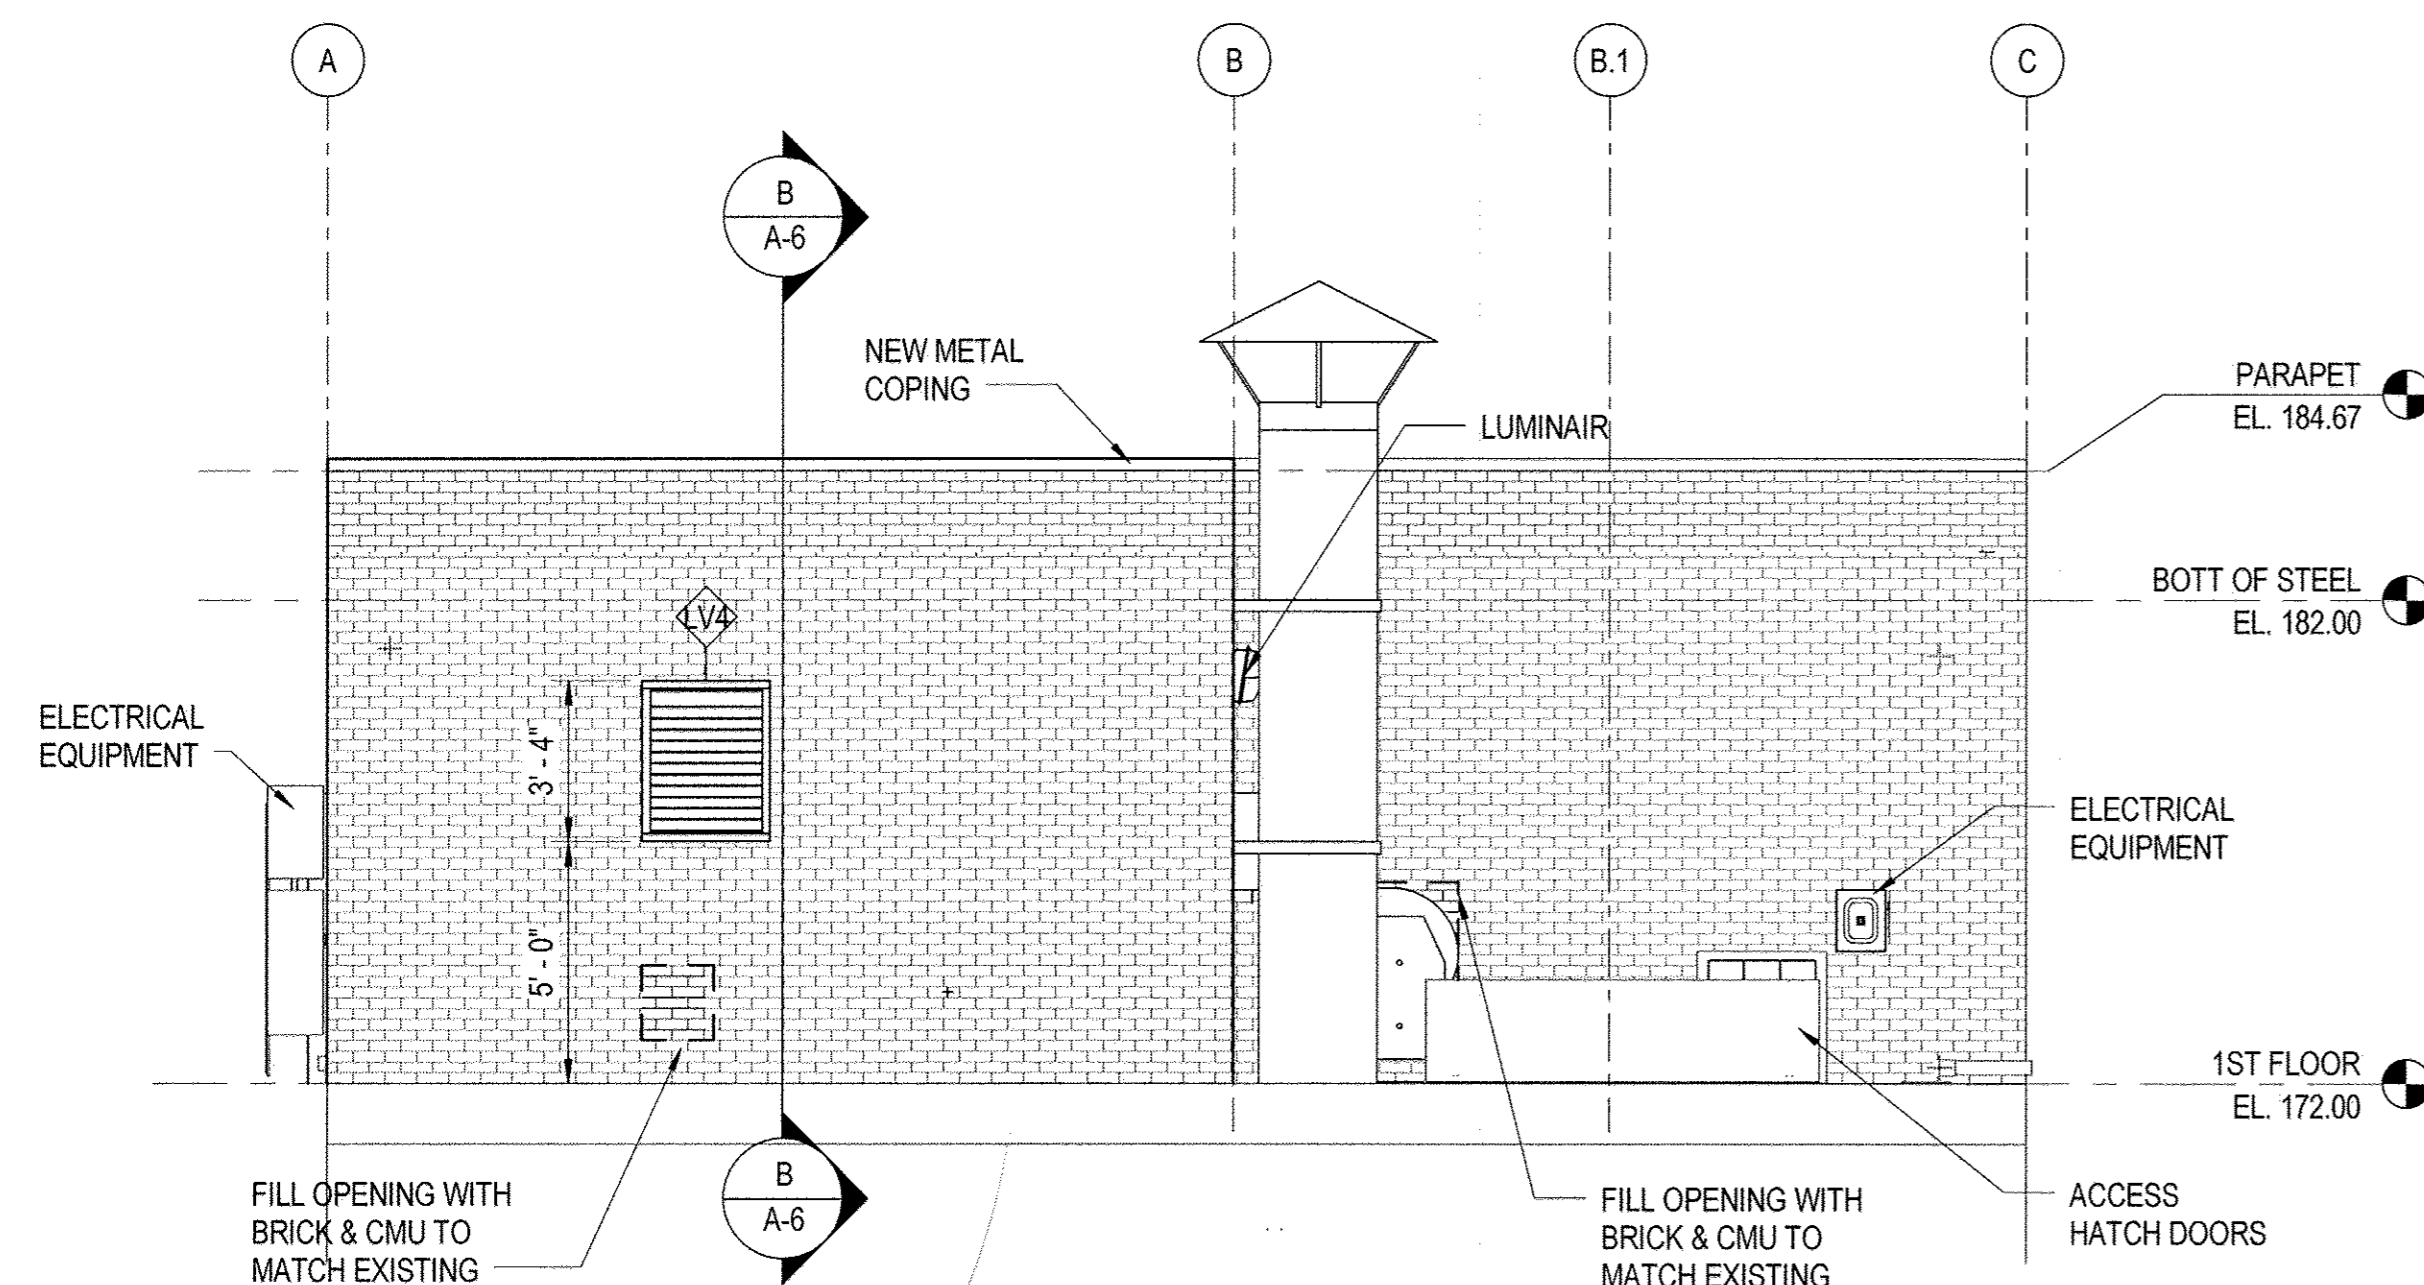 A
B
B.1
C
B
A-6
NEW METAL
COPING
LUMINAIR
PARAPET
EL. 184.67
BOTT OF STEEL
EL. 182.00
LV4
ELECTRICAL
EQUIPMENT
3' - 4"
5' - 0"
ELECTRICAL
EQUIPMENT
1ST FLOOR
EL. 172.00
FILL OPENING WITH
BRICK & CMU TO
MATCH EXISTING
B
A-6
FILL OPENING WITH
BRICK & CMU TO
MATCH EXISTING
ACCESS
HATCH DOORS